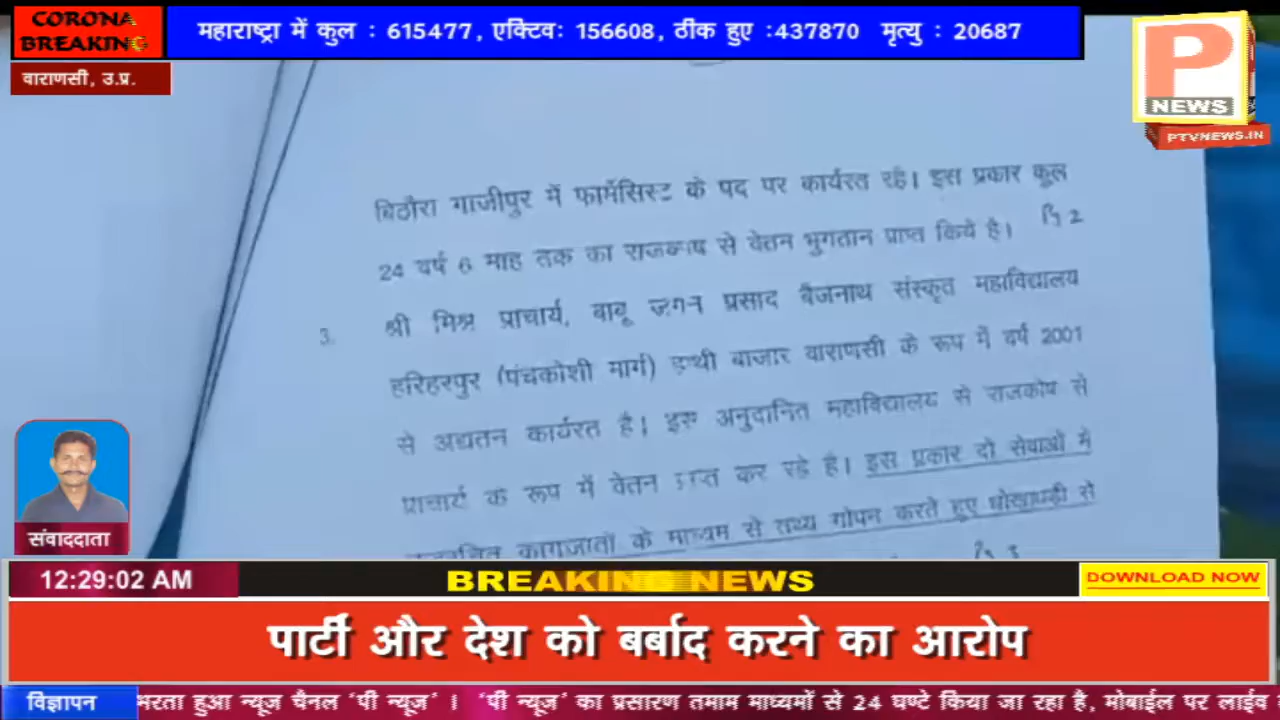 CORONA
BREAKING
महाराष्ट्रा में कुल : 615477, एक्टिव: 156608, ठीक हुए :437870 मृत्यु : 20687
वाराणसी, उ.प्र.
P
NEWS
PTVNEWS.IN
बिठौरा गाजीपुर में फार्मेसिस्ट के पद पर कार्यरत रहें। इस प्रकार कूल
24 वर्ष 6 माह तक का राजकोष से वेतन भुगतान प्राप्त किये है।
3. श्री मिश्र प्राचार्य, बाबू जगन प्रसाद बैजनाथ संस्कृत महाविद्यालय
हरिहरपुर (पंचकोशी मार्ग) हाथी बाजार वाराणसी के रूप में वर्ष 2001
से अद्यतन कार्यरत है। इस अनुदानित महाविद्यालय से राजकोष से
प्राचार्य के रूप में वेतन प्राप्त कर रहे है। इस प्रकार दो सेवाओं में
कागजातों के माध्यम से तथ्य गोपन करते हुए धोखाधड़ी से
संवाददाता
12:29:02 AM
BREAKING NEWS
DOWNLOAD NOW
पार्टी और देश को बर्बाद करने का आरोप
विज्ञापन
भरता हुआ न्यूज चैनल 'पी न्यूज' । 'पी न्यूज' का प्रसारण तमाम माध्यमों से 24 घण्टे किया जा रहा है, मोबाईल पर लाईव